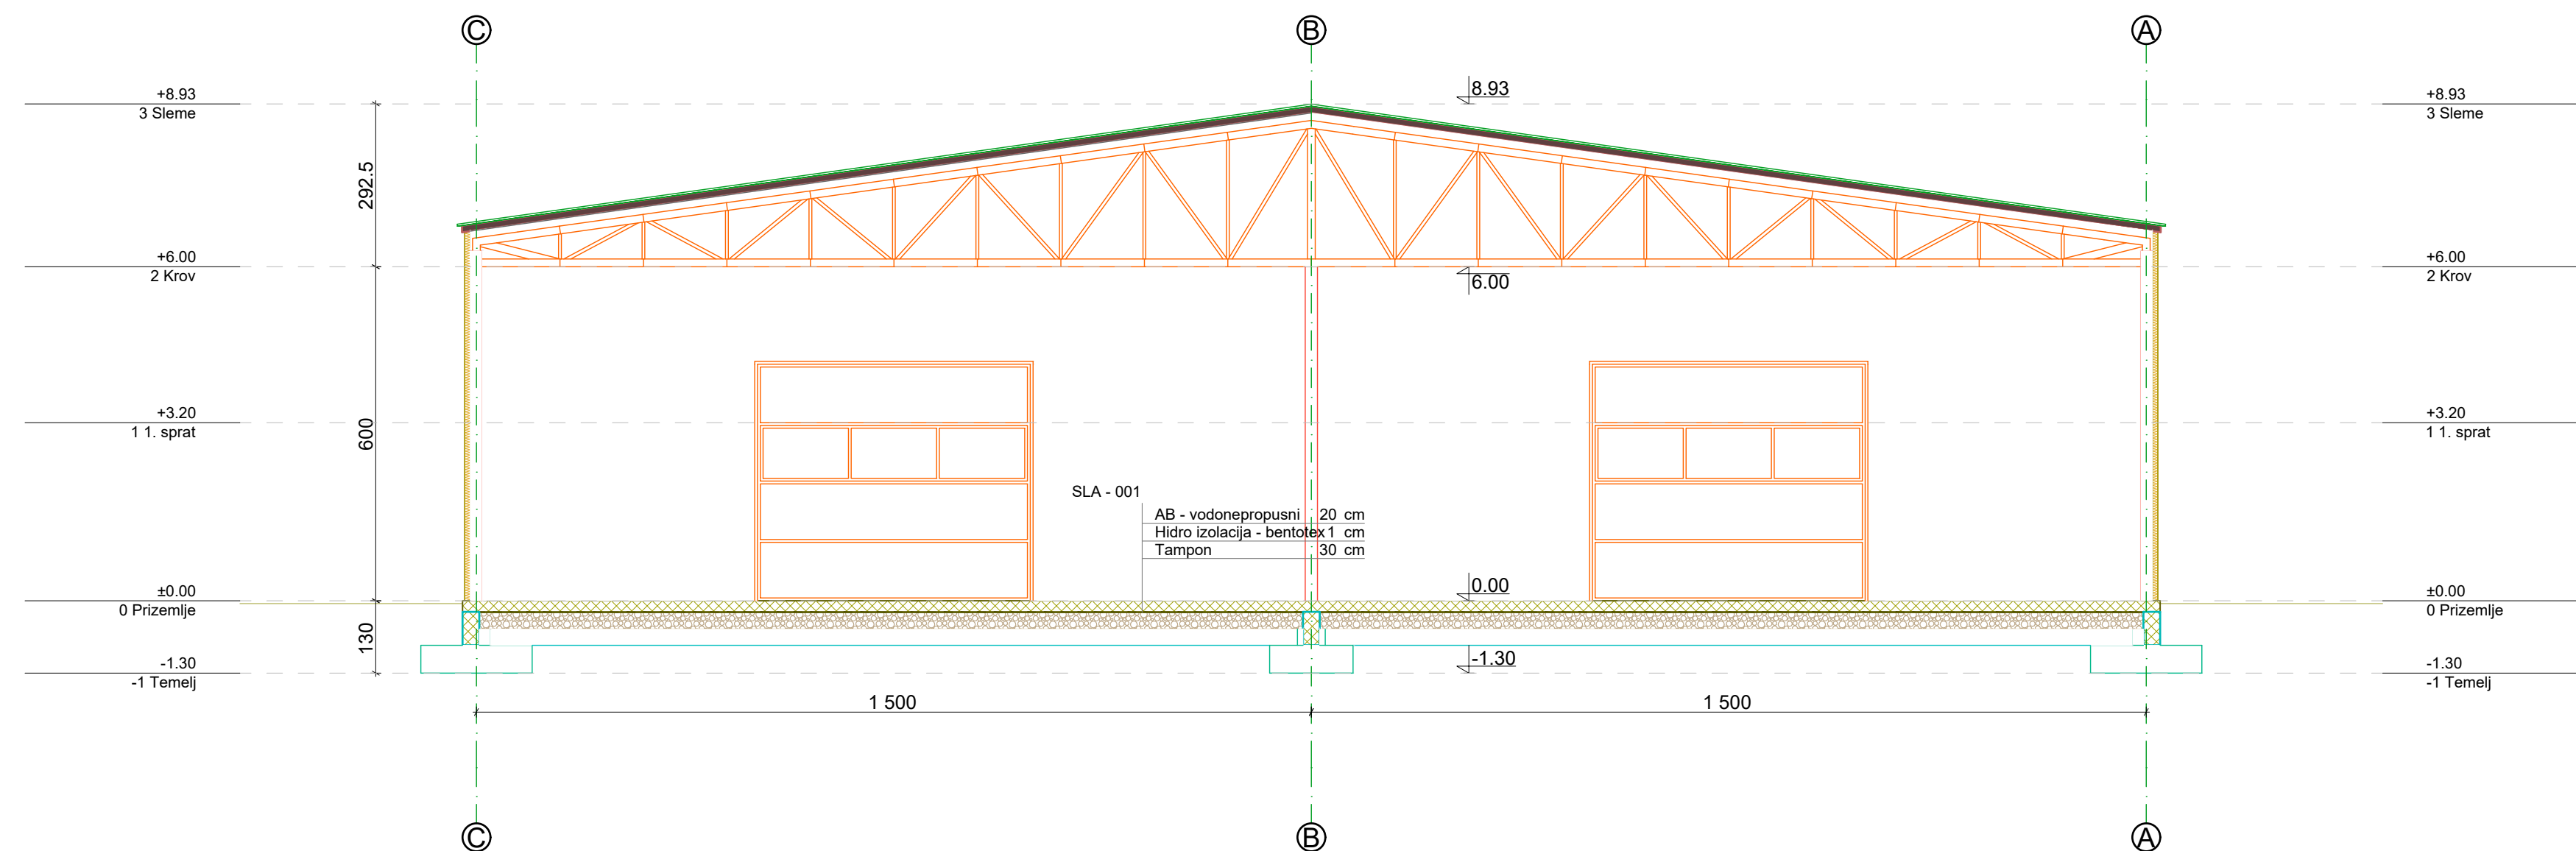 C B A
+8.93
3 Sleme
8.93
+8.93
3 Sleme
292.5
+6.00
2 Krov
6.00
+6.00
2 Krov
+3.20
1 1. sprat
600
+3.20
1 1. sprat
SLA - 001
AB - vodonepropusni 20 cm
Hidro izolacija - bentotex 1 cm
Tampon 30 cm
±0.00
0 Prizemlje
0.00
±0.00
0 Prizemlje
130
-1.30
-1 Temelj
-1.30
-1.30
-1 Temelj
1 500 1 500
C B A